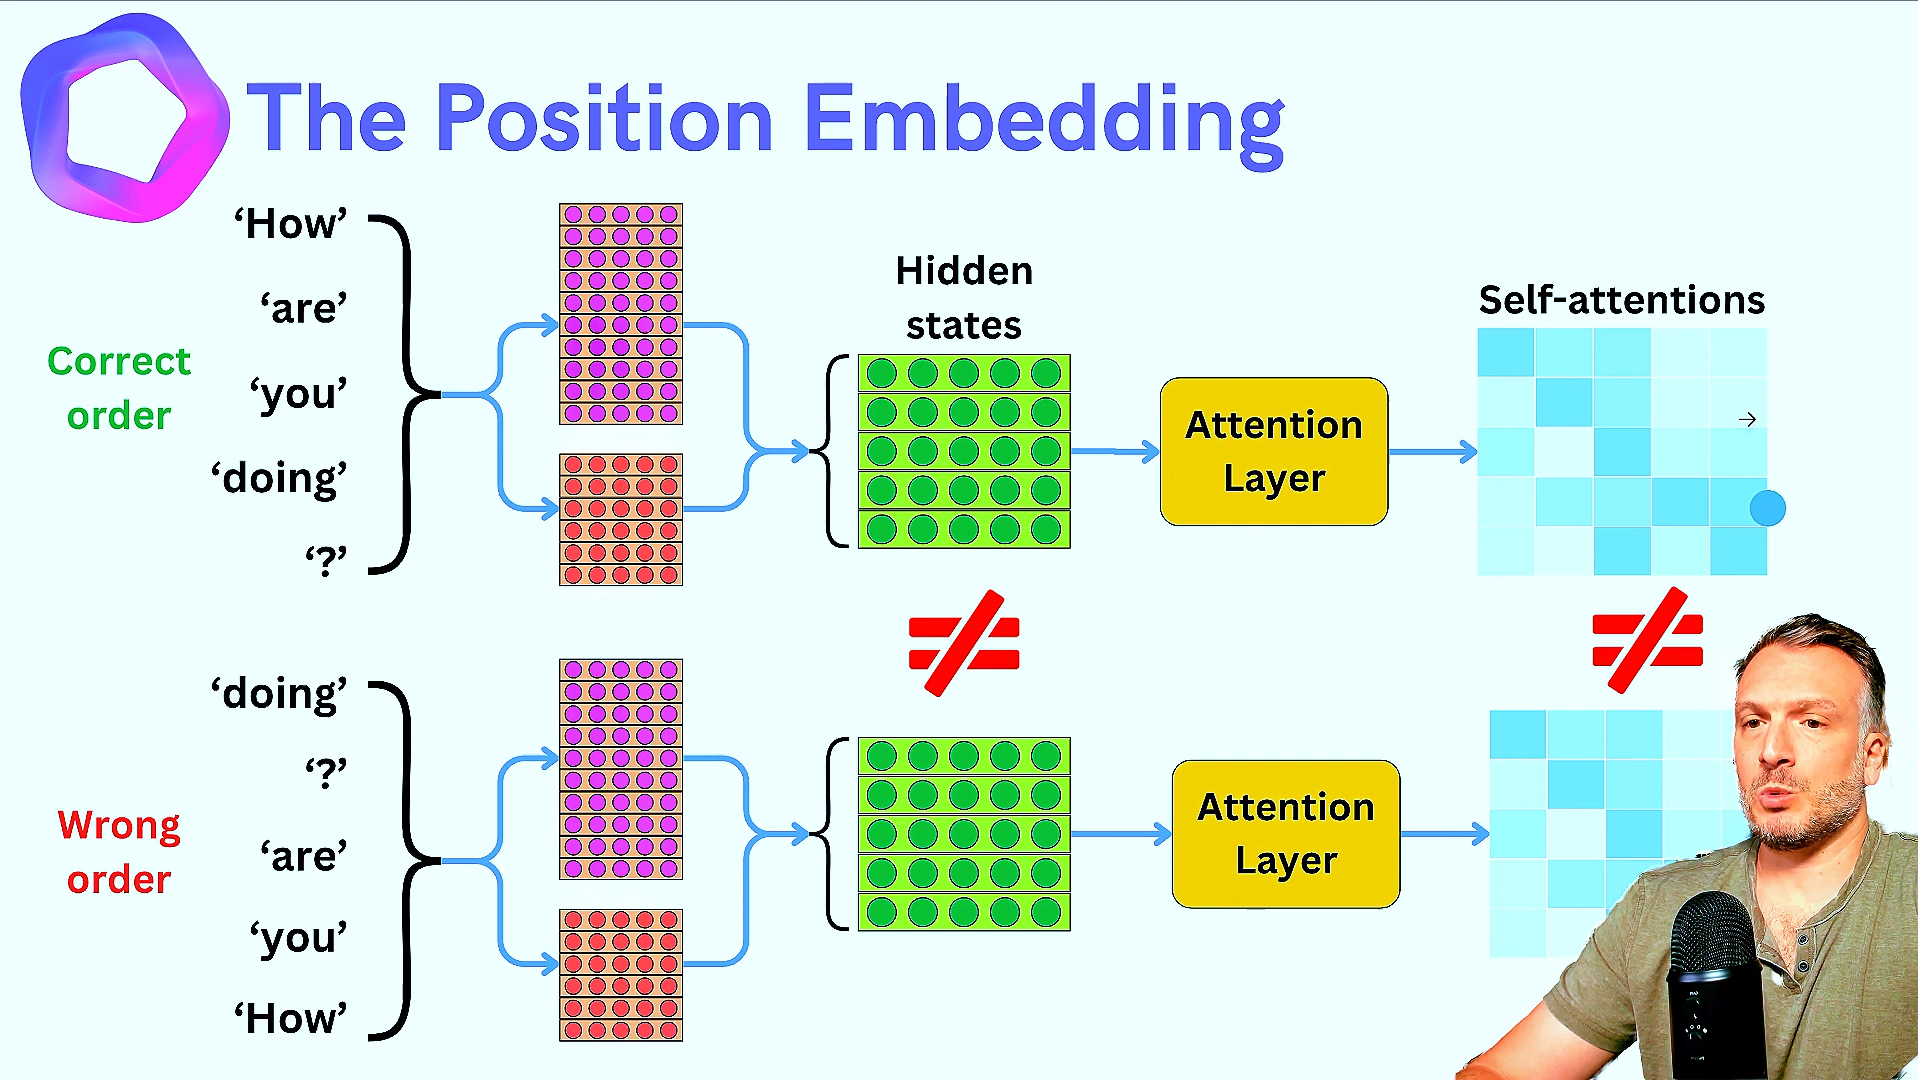 The Position Embedding
‘How’
‘are’
‘you’
‘doing’
‘?’
Correct
order
Hidden
states
Attention
Layer
Self-attentions
‘doing’
‘?’
‘are’
‘you’
‘How’
Wrong
order
Attention
Layer